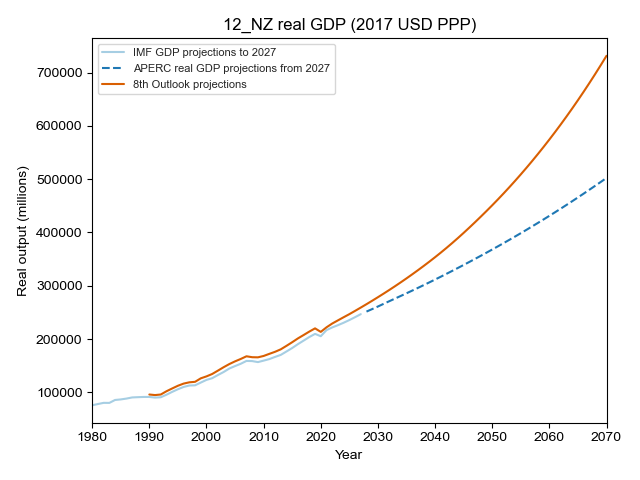 12_NZ real GDP (2017 USD PPP)
IMF GDP projections to 2027
APERC real GDP projections from 2027
8th Outlook projections
Real output (millions)
700000
600000
500000
400000
300000
200000
100000
1980 1990 2000 2010 2020 2030 2040 2050 2060 2070
Year